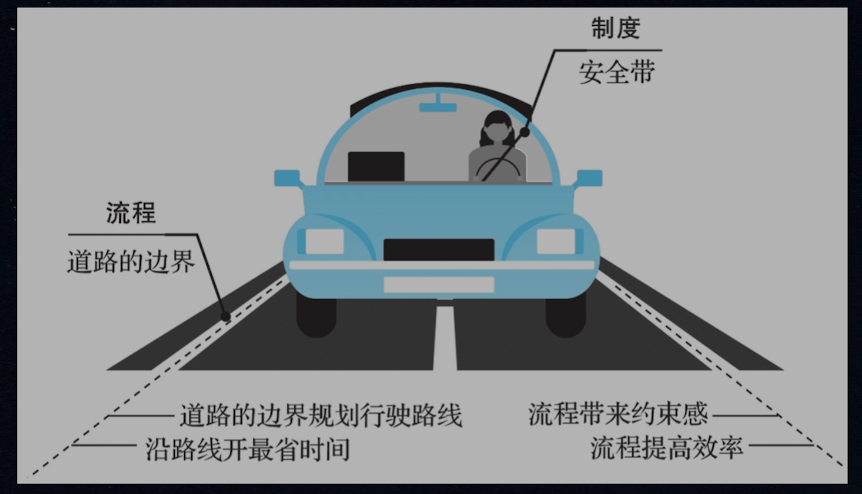 制度
安全带
流程
道路的边界
道路的边界规划行驶路线
沿路线开最省时间
流程带来约束感
流程提高效率